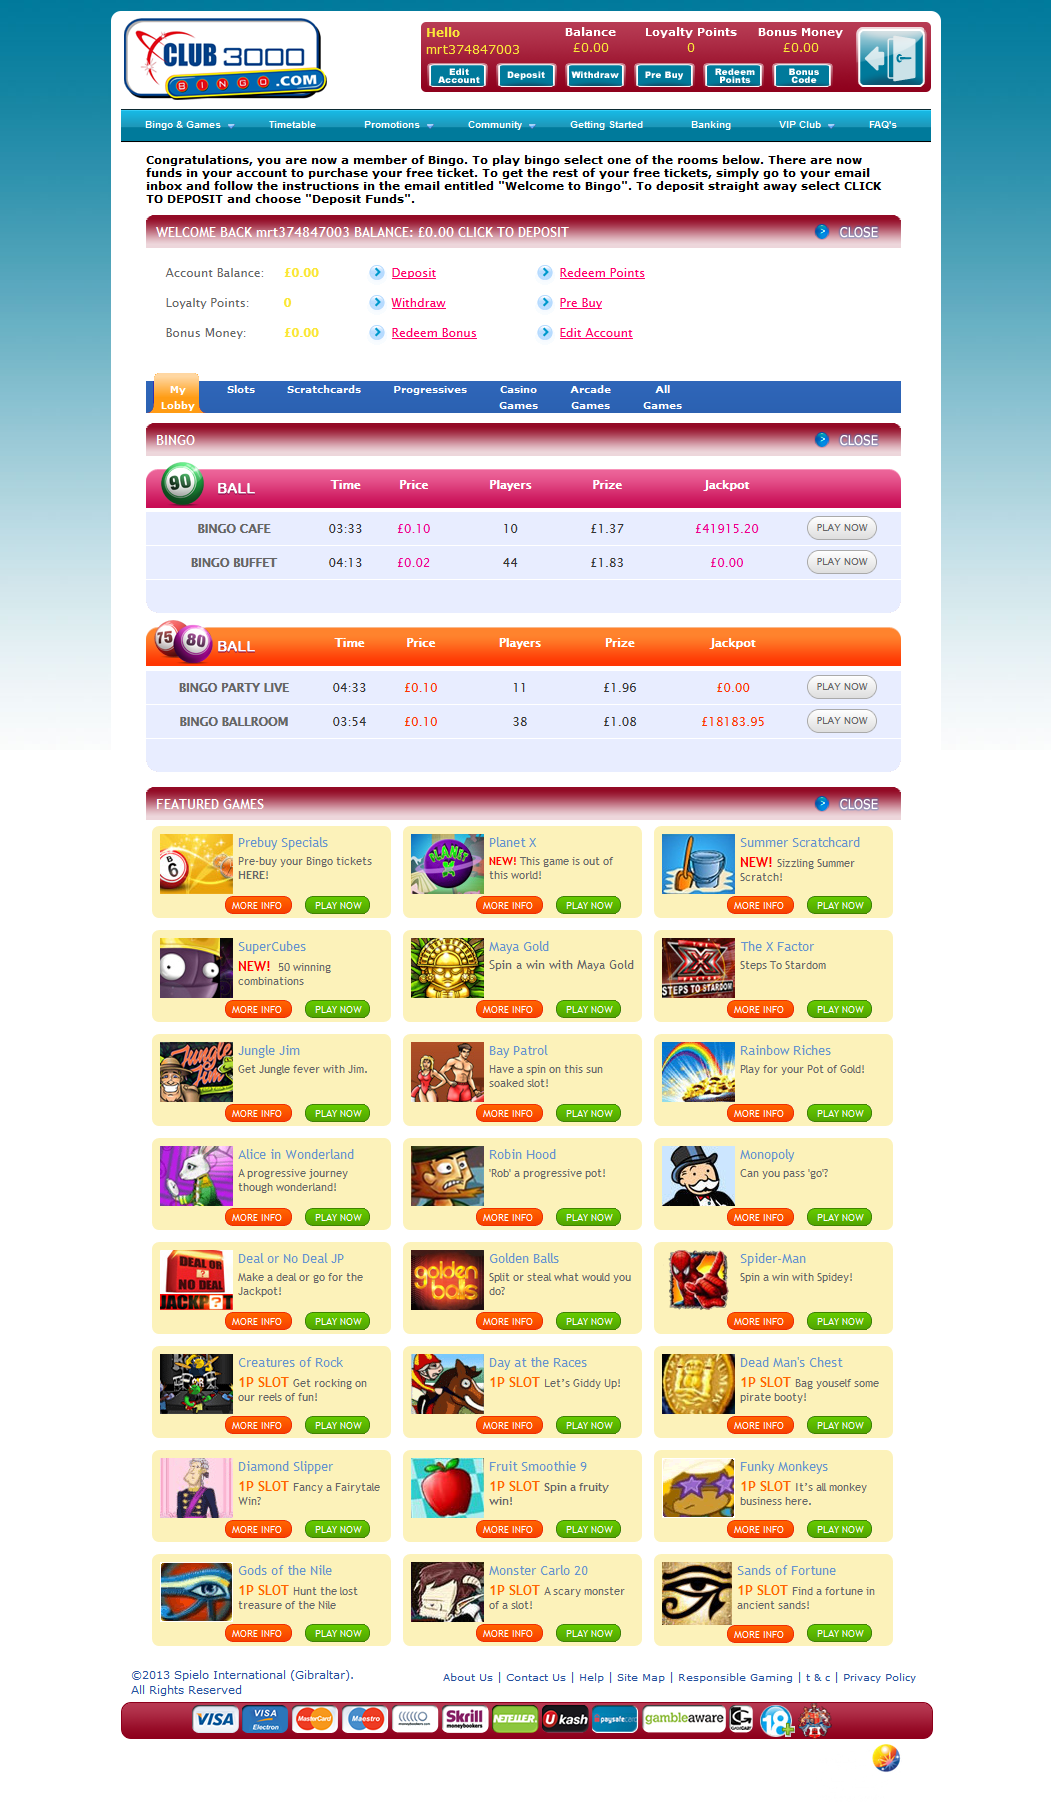 CLUB 3000
BINGO .COM
Hello
mrt374847003
Balance
£0.00
Loyalty Points
0
Bonus Money
£0.00
Edit Account
Deposit
Withdraw
Pre Buy
Redeem Points
Bonus Code
Bingo & Games
Timetable
Promotions
Community
Getting Started
Banking
VIP Club
FAQ's
Congratulations, you are now a member of Bingo. To play bingo select one of the rooms below. There are now
funds in your account to purchase your free ticket. To get the rest of your free tickets, simply go to your email
inbox and follow the instructions in the email entitled "Welcome to Bingo". To deposit straight away select CLICK
TO DEPOSIT and choose "Deposit Funds".
WELCOME BACK mrt374847003 BALANCE: £0.00 CLICK TO DEPOSIT
CLOSE
Account Balance: £0.00 Deposit Redeem Points
Loyalty Points: 0 Withdraw Pre Buy
Bonus Money: £0.00 Redeem Bonus Edit Account
My Lobby
Slots
Scratchcards
Progressives
Casino Games
Arcade Games
All Games
BINGO
CLOSE
90 BALL Time Price Players Prize Jackpot
BINGO CAFE 03:33 £0.10 10 £1.37 £41915.20 PLAY NOW
BINGO BUFFET 04:13 £0.02 44 £1.83 £0.00 PLAY NOW
75 80 BALL Time Price Players Prize Jackpot
BINGO PARTY LIVE 04:33 £0.10 11 £1.96 £0.00 PLAY NOW
BINGO BALLROOM 03:54 £0.10 38 £1.08 £18183.95 PLAY NOW
FEATURED GAMES
CLOSE
B 6
Prebuy Specials
Pre-buy your Bingo tickets
HERE!
MORE INFO PLAY NOW
PLANET X
Planet X
NEW! This game is out of
this world!
MORE INFO PLAY NOW
Summer Scratchcard
NEW! Sizzling Summer
Scratch!
MORE INFO PLAY NOW
SuperCubes
NEW! 50 winning
combinations
MORE INFO PLAY NOW
Maya Gold
Spin a win with Maya Gold
MORE INFO PLAY NOW
X
STEPS TO STARDOM
The X Factor
Steps To Stardom
MORE INFO PLAY NOW
Jungle Jim
Jungle Jim
Get Jungle fever with Jim.
MORE INFO PLAY NOW
Bay Patrol
Have a spin on this sun
soaked slot!
MORE INFO PLAY NOW
Rainbow Riches
Play for your Pot of Gold!
MORE INFO PLAY NOW
Alice in Wonderland
A progressive journey
though wonderland!
MORE INFO PLAY NOW
Robin Hood
'Rob' a progressive pot!
MORE INFO PLAY NOW
Monopoly
Can you pass 'go'?
MORE INFO PLAY NOW
DEAL OR
NO DEAL
JACKP?T
Deal or No Deal JP
Make a deal or go for the
Jackpot!
MORE INFO PLAY NOW
golden
balls
Golden Balls
Split or steal what would you
do?
MORE INFO PLAY NOW
Spider-Man
Spin a win with Spidey!
MORE INFO PLAY NOW
Creatures of Rock
1P SLOT Get rocking on
our reels of fun!
MORE INFO PLAY NOW
Day at the Races
1P SLOT Let's Giddy Up!
MORE INFO PLAY NOW
Dead Man's Chest
1P SLOT Bag youself some
pirate booty!
MORE INFO PLAY NOW
Diamond Slipper
1P SLOT Fancy a Fairytale
Win?
MORE INFO PLAY NOW
Fruit Smoothie 9
1P SLOT Spin a fruity
win!
MORE INFO PLAY NOW
Funky Monkeys
1P SLOT It's all monkey
business here.
MORE INFO PLAY NOW
Gods of the Nile
1P SLOT Hunt the lost
treasure of the Nile
MORE INFO PLAY NOW
Monster Carlo 20
1P SLOT A scary monster
of a slot!
MORE INFO PLAY NOW
Sands of Fortune
1P SLOT Find a fortune in
ancient sands!
MORE INFO PLAY NOW
©2013 Spielo International (Gibraltar).
All Rights Reserved
About Us | Contact Us | Help | Site Map | Responsible Gaming | t & c | Privacy Policy
VISA
VISA Electron
MasterCard
Maestro
moneybookers.com
Skrill moneybookers
NETELLER
Ukash
paysafecard
gambleaware
G GAMCARE
18+